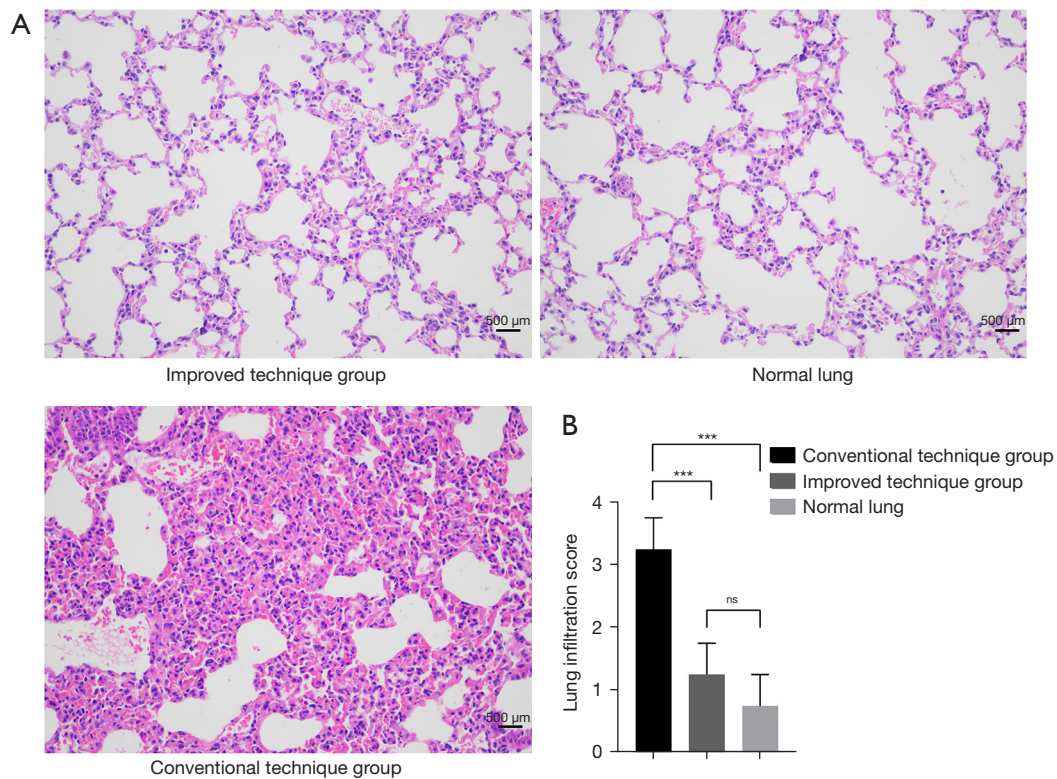 A
500 µm
500 µm
Improved technique group
Normal lung
500 µm
Conventional technique group
B
***
***
ns
Conventional technique group
Improved technique group
Normal lung
Lung infiltration score
4
3
2
1
0